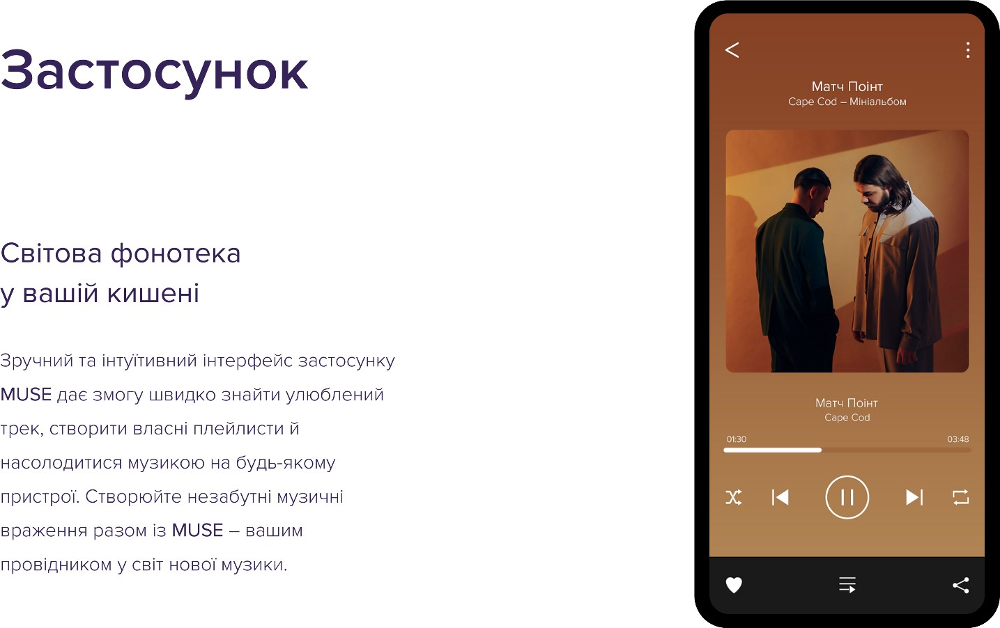 Застосунок
Світова фонотека
у вашій кишені
Зручний та інтуїтивний інтерфейс застосунку
MUSE дає змогу швидко знайти улюблений
трек, створити власні плейлисти й
насолодитися музикою на будь-якому
пристрої. Створюйте незабутні музичні
враження разом із MUSE – вашим
провідником у світ нової музики.
Матч Поінт
Cape Cod – Мініальбом
Матч Поінт
Cape Cod
01:30 03:48